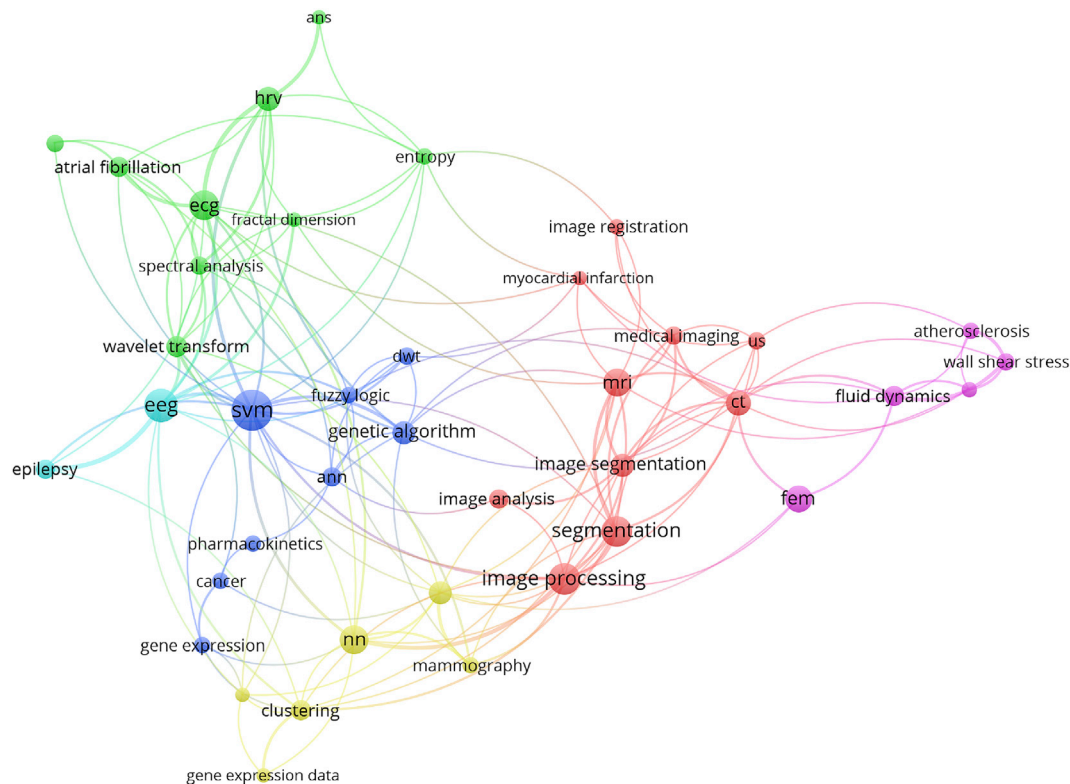 ans
hrv
entropy
atrial fibrillation
ecg
fractal dimension
image registration
spectral analysis
myocardial infarction
atherosclerosis
medical imaging
us
wavelet transform
dwt
wall shear stress
mri
fuzzy logic
fluid dynamics
eeg
svm
ct
genetic algorithm
epilepsy
image segmentation
ann
image analysis
fem
segmentation
pharmacokinetics
cancer
image processing
gene expression
nn
mammography
clustering
gene expression data